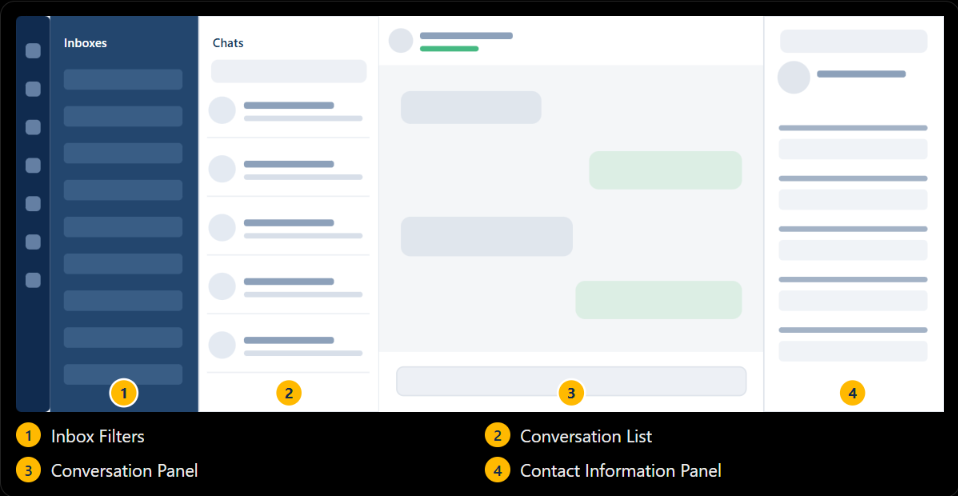 Inboxes
Chats
1
2
3
4
1 Inbox Filters
2 Conversation List
3 Conversation Panel
4 Contact Information Panel